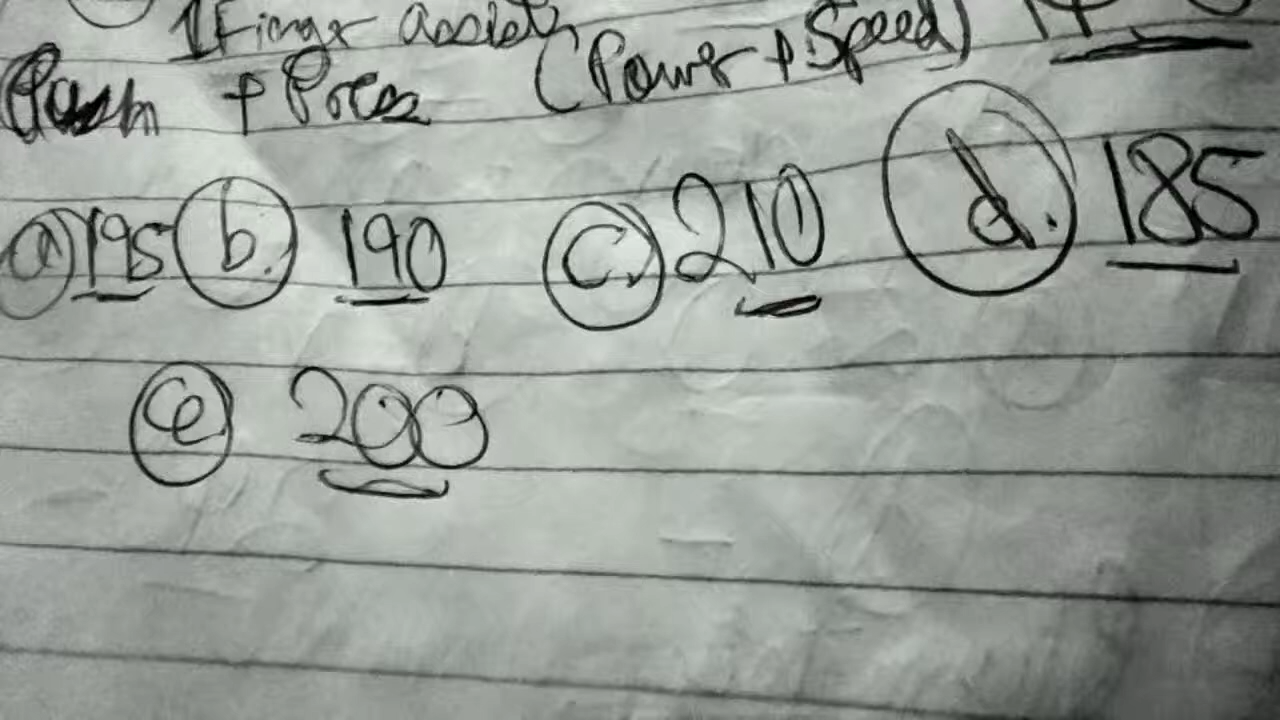 1 Finger assist
Push + Press (Power + Speed)
a) 195 b. 190 c. 210 d. 185
e 200